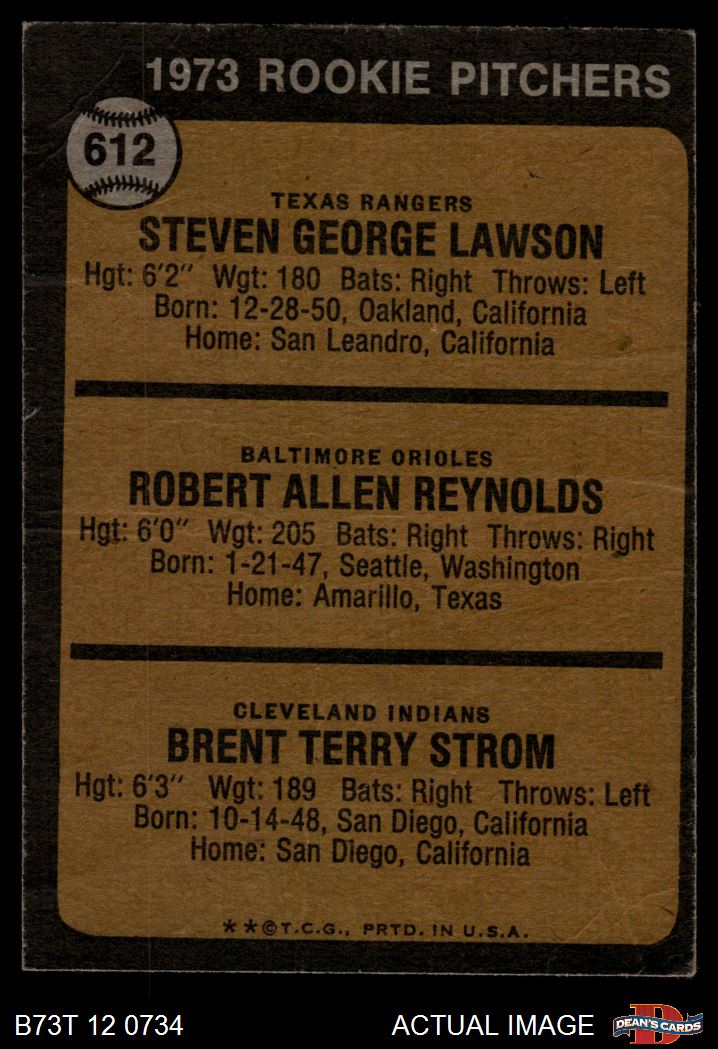 1973 ROOKIE PITCHERS
612
TEXAS RANGERS
STEVEN GEORGE LAWSON
Hgt: 6'2" Wgt: 180 Bats: Right Throws: Left
Born: 12-28-50, Oakland, California
Home: San Leandro, California
BALTIMORE ORIOLES
ROBERT ALLEN REYNOLDS
Hgt: 6'0" Wgt: 205 Bats: Right Throws: Right
Born: 1-21-47, Seattle, Washington
Home: Amarillo, Texas
CLEVELAND INDIANS
BRENT TERRY STROM
Hgt: 6'3" Wgt: 189 Bats: Right Throws: Left
Born: 10-14-48, San Diego, California
Home: San Diego, California
**©T.C.G., PRTD. IN U.S.A.
B73T 12 0734 ACTUAL IMAGE D DEAN'S CARDS